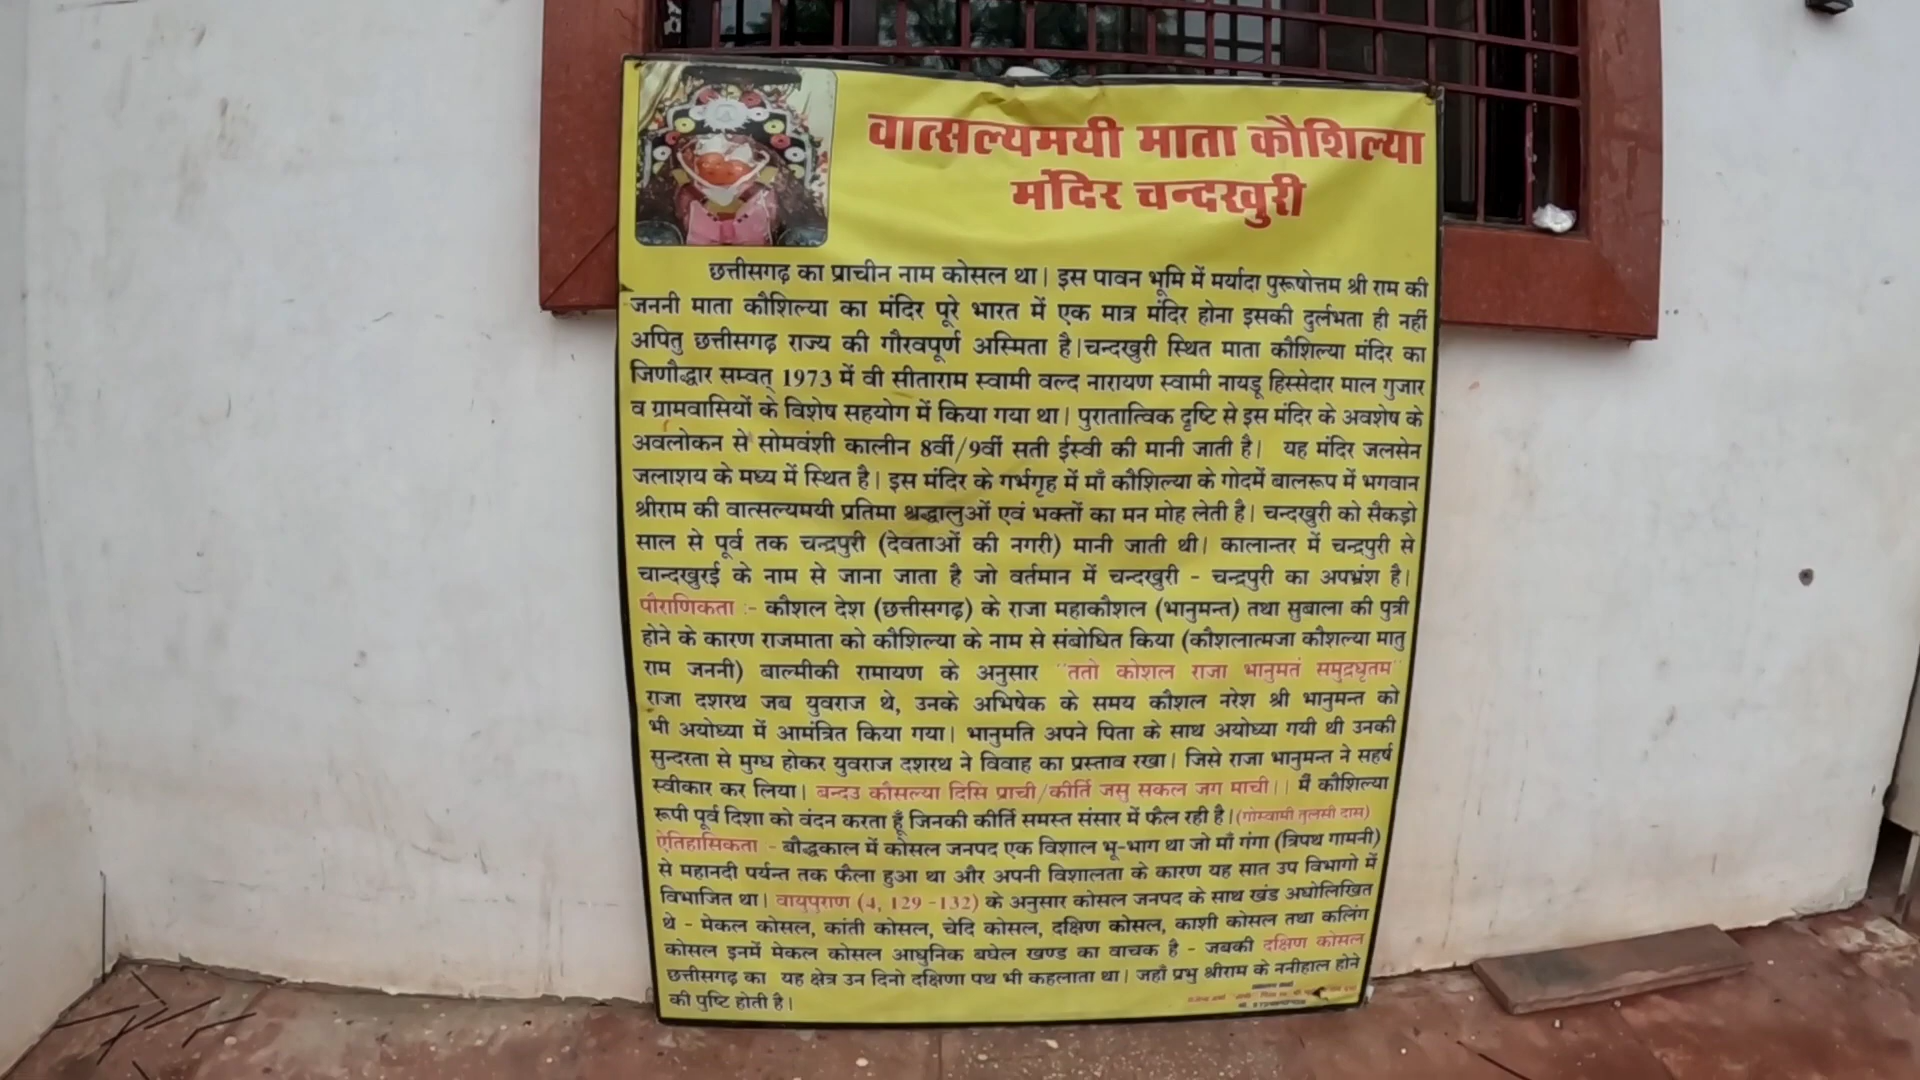 वात्सल्यमयी माता कौशिल्या
मंदिर चन्दखुरी
छत्तीसगढ़ का प्राचीन नाम कोसल था। इस पावन भूमि में मर्यादा पुरूषोत्तम श्री राम की
जननी माता कौशिल्या का मंदिर पूरे भारत में एक मात्र मंदिर होना इसकी दुर्लभता ही नहीं
अपितु छत्तीसगढ़ राज्य की गौरवपूर्ण अस्मिता है।चन्दखुरी स्थित माता कौशिल्या मंदिर का
जिणौद्धार सम्वत् 1973 में वी सीताराम स्वामी वल्द नारायण स्वामी नायडू हिस्सेदार माल गुजार
व ग्रामवासियों के विशेष सहयोग में किया गया था। पुरातात्विक दृष्टि से इस मंदिर के अवशेष के
अवलोकन से सोमवंशी कालीन 8वीं/9वीं सती ईस्वी की मानी जाती है। यह मंदिर जलसेन
जलाशय के मध्य में स्थित है। इस मंदिर के गर्भगृह में माँ कौशिल्या के गोदमें बालरूप में भगवान
श्रीराम की वात्सल्यमयी प्रतिमा श्रद्धालुओं एवं भक्तों का मन मोह लेती है। चन्दखुरी को सैकड़ो
साल से पूर्व तक चन्द्रपुरी (देवताओं की नगरी) मानी जाती थी। कालान्तर में चन्द्रपुरी से
चान्दखुरई के नाम से जाना जाता है जो वर्तमान में चन्दखुरी - चन्द्रपुरी का अपभ्रंश है।
पौराणिकता :- कौशल देश (छत्तीसगढ़) के राजा महाकौशल (भानुमन्त) तथा सुबाला की पुत्री
होने के कारण राजमाता को कौशिल्या के नाम से संबोधित किया (कौशलात्मजा कौशल्या मातु
राम जननी) बाल्मीकी रामायण के अनुसार "ततो कोशल राजा भानुमतं समुद्रधृतम"
राजा दशरथ जब युवराज थे, उनके अभिषेक के समय कौशल नरेश श्री भानुमन्त को
भी अयोध्या में आमंत्रित किया गया। भानुमति अपने पिता के साथ अयोध्या गयी थी उनकी
सुन्दरता से मुग्ध होकर युवराज दशरथ ने विवाह का प्रस्ताव रखा। जिसे राजा भानुमन्त ने सहर्ष
स्वीकार कर लिया। बन्दउ कौसल्या दिसि प्राची/कीर्ति जसु सकल जग माची।। मैं कौशिल्या
रूपी पूर्व दिशा को वंदन करता हूँ जिनकी कीर्ति समस्त संसार में फैल रही है।(गोस्वामी तुलसी दास)
ऐतिहासिकता - बौद्धकाल में कोसल जनपद एक विशाल भू-भाग था जो माँ गंगा (त्रिपथ गामनी)
से महानदी पर्यन्त तक फैला हुआ था और अपनी विशालता के कारण यह सात उप विभागो में
विभाजित था। वायुपुराण (4, 129 -132) के अनुसार कोसल जनपद के साथ खंड अधोलिखित
थे - मेकल कोसल, कांती कोसल, चेदि कोसल, दक्षिण कोसल, काशी कोसल तथा कलिंग
कोसल इनमें मेकल कोसल आधुनिक बघेल खण्ड का वाचक है - जबकी दक्षिण कोसल
छत्तीसगढ़ का यह क्षेत्र उन दिनो दक्षिणा पथ भी कहलाता था। जहाँ प्रभु श्रीराम के ननीहाल होने
की पुष्टि होती है।